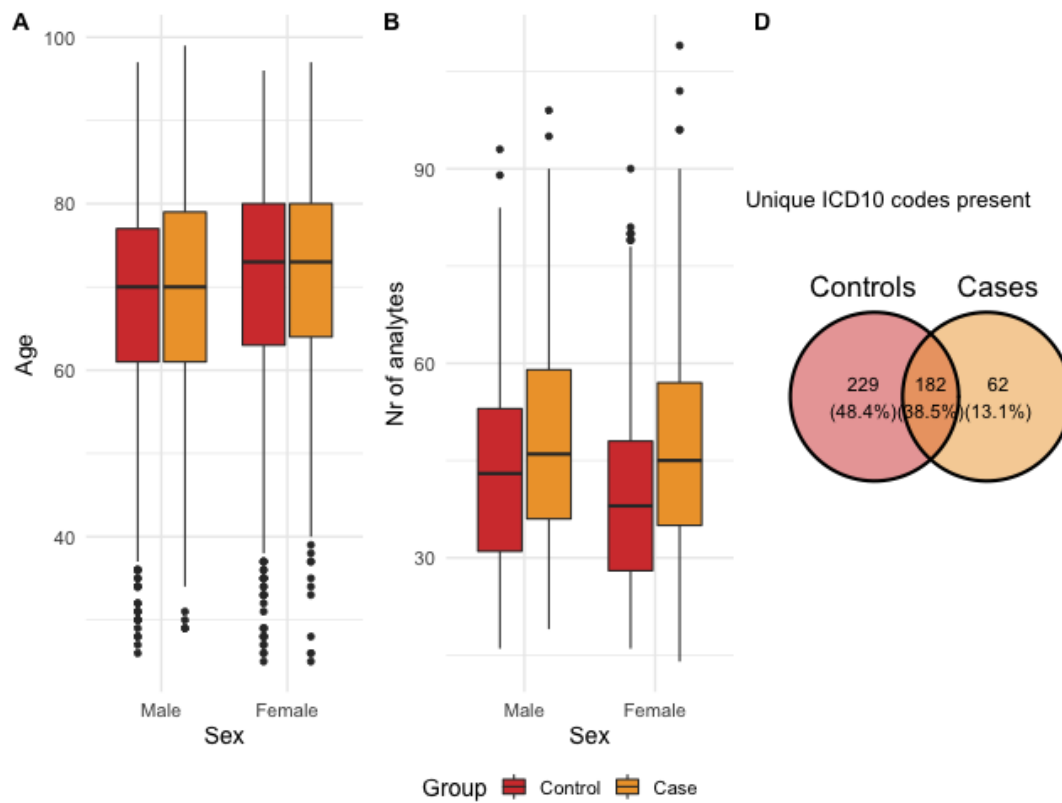 A
100
80
60
40
Age
Male
Female
Sex
B
90
60
30
Nr of analytes
Male
Female
Sex
D
Unique ICD10 codes present
Controls
Cases
229
(48.4%)
182
(38.5%)
62
(13.1%)
Group
Control
Case